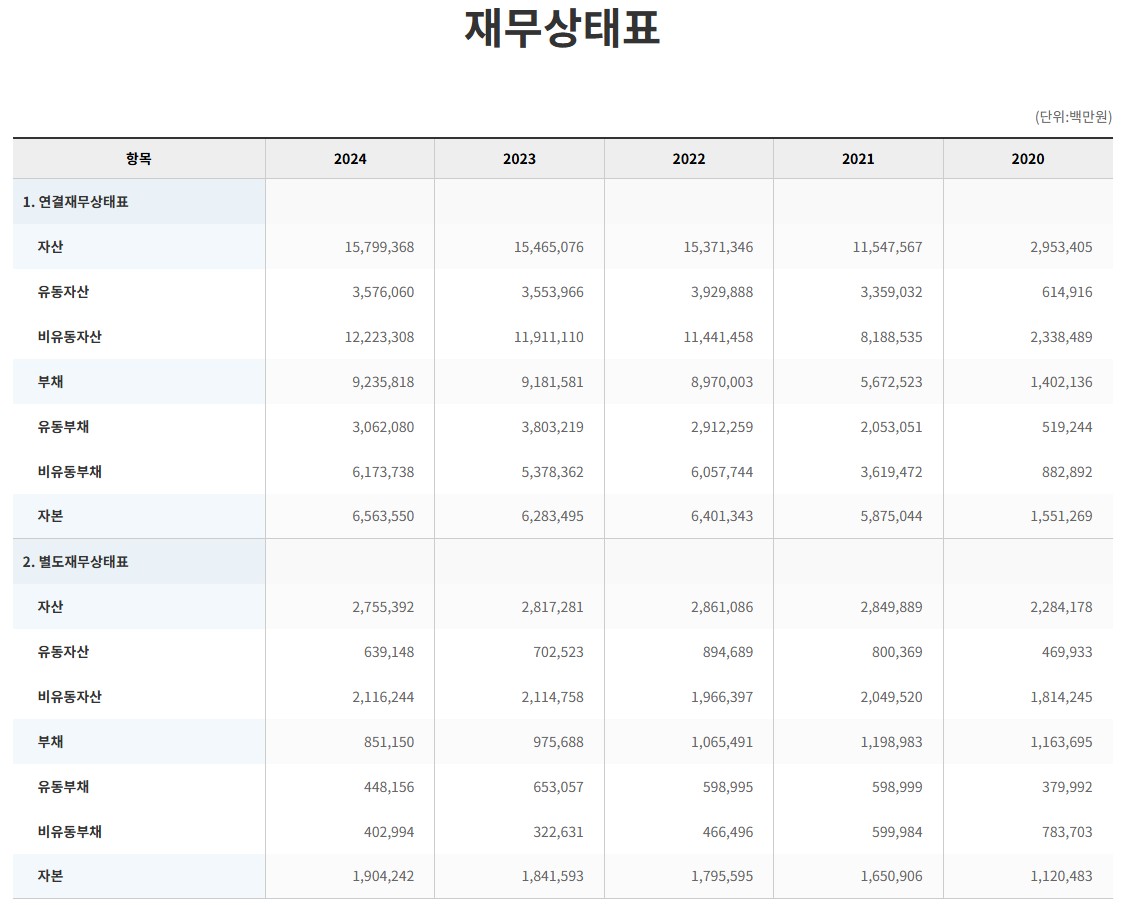 재무상태표
(단위:백만원)
항목 2024 2023 2022 2021 2020
1. 연결재무상태표
자산 15,799,368 15,465,076 15,371,346 11,547,567 2,953,405
유동자산 3,576,060 3,553,966 3,929,888 3,359,032 614,916
비유동자산 12,223,308 11,911,110 11,441,458 8,188,535 2,338,489
부채 9,235,818 9,181,581 8,970,003 5,672,523 1,402,136
유동부채 3,062,080 3,803,219 2,912,259 2,053,051 519,244
비유동부채 6,173,738 5,378,362 6,057,744 3,619,472 882,892
자본 6,563,550 6,283,495 6,401,343 5,875,044 1,551,269
2. 별도재무상태표
자산 2,755,392 2,817,281 2,861,086 2,849,889 2,284,178
유동자산 639,148 702,523 894,689 800,369 469,933
비유동자산 2,116,244 2,114,758 1,966,397 2,049,520 1,814,245
부채 851,150 975,688 1,065,491 1,198,983 1,163,695
유동부채 448,156 653,057 598,995 598,999 379,992
비유동부채 402,994 322,631 466,496 599,984 783,703
자본 1,904,242 1,841,593 1,795,595 1,650,906 1,120,483